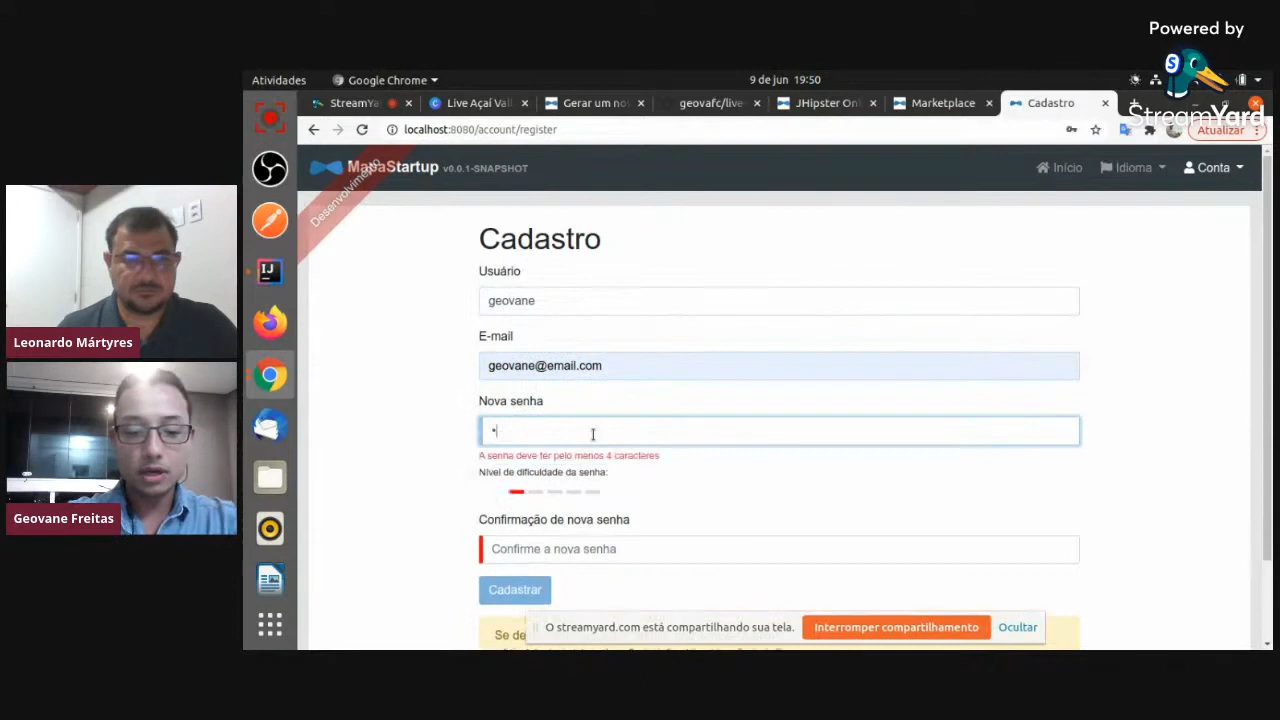 Powered by
StreamYard
Atividades
Google Chrome
9 de jun 19:50
StreamYa
Live Açaí Vall
Gerar um no
geovafc/live
JHipster Onl
Marketplace
Cadastro
localhost:8080/account/register
Atualizar
MapaStartup v0.0.1-SNAPSHOT
Início
Idioma
Conta
Desenvolvimento
Cadastro
Usuário
geovane
E-mail
geovane@email.com
Nova senha
A senha deve ter pelo menos 4 caracteres
Nível de dificuldade da senha:
Confirmação de nova senha
Confirme a nova senha
Cadastrar
Se de
O streamyard.com está compartilhando sua tela.
Interromper compartilhamento
Ocultar
Leonardo Mártyres
Geovane Freitas
IJ